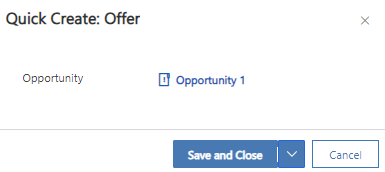 Quick Create: Offer
Opportunity
Opportunity 1
Save and Close
Cancel